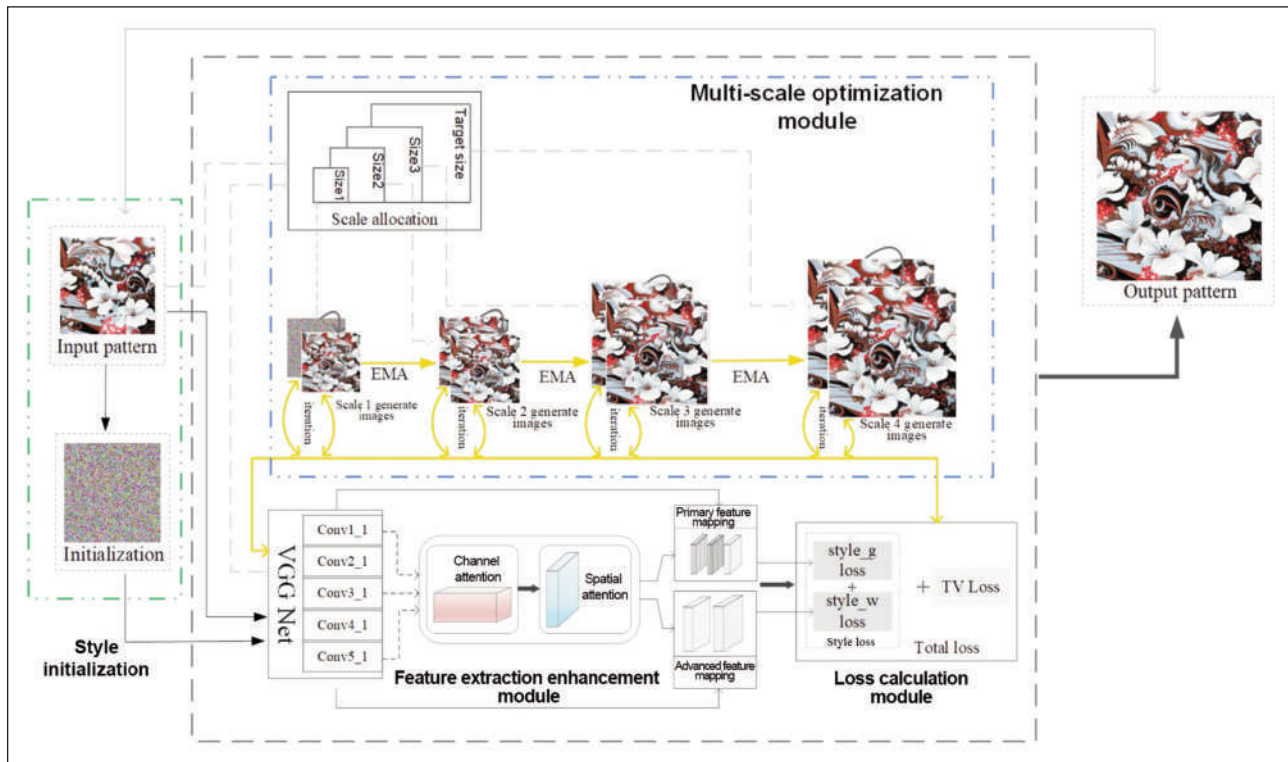 Multi-scale optimization
module
Size1
Size2
Size3
Target size
Scale allocation
Input pattern
Initialization
Style
initialization
Output pattern
EMA
EMA
EMA
iteration
Scale 1 generate
images
iteration
Scale 2 generate
images
iteration
Scale 3 generate
images
iteration
Scale 4 generate
images
VGG Net
Conv1_1
Conv2_1
Conv3_1
Conv4_1
Conv5_1
Channel
attention
Spatial
attention
Feature extraction enhancement
module
Primary feature
mapping
Advanced feature
mapping
style_g
loss
+
style_w
loss
Style loss
+ TV Loss
Total loss
Loss calculation
module